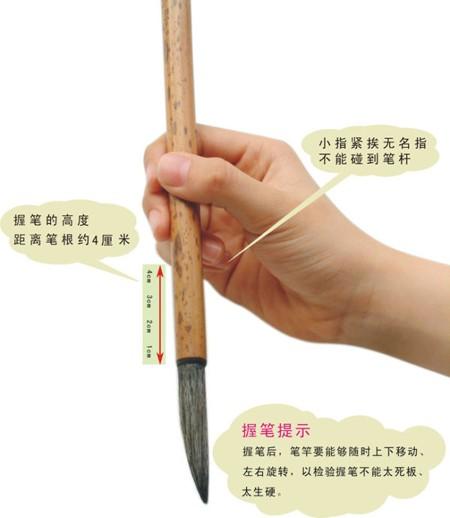 小指紧挨无名指
不能碰到笔杆
握笔的高度
距离笔根约4厘米
4cm
3cm
2cm
1cm
握笔提示
握笔后，笔竿要能够随时上下移动、
左右旋转，以检验握笔不能太死板、
太生硬。